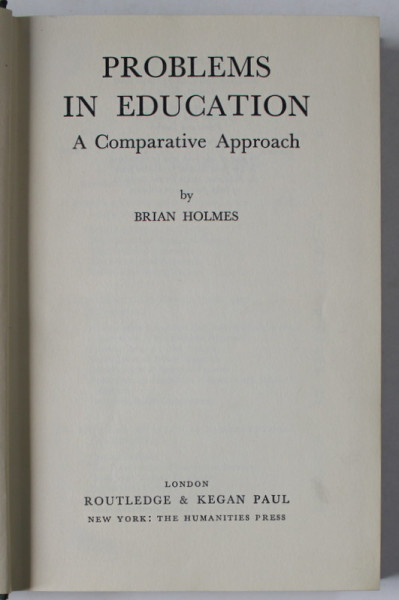 PROBLEMS
IN EDUCATION
A Comparative Approach
by
BRIAN HOLMES
LONDON
ROUTLEDGE & KEGAN PAUL
NEW YORK: THE HUMANITIES PRESS